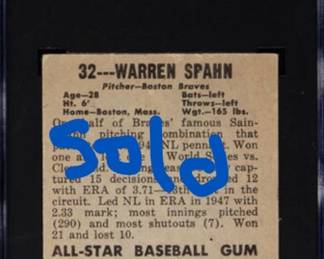 32---WARREN SPAHN
Pitcher—Boston Braves
Age—28 Bats—left
Ht. 6' Throws—left
Home—Boston, Mass. Wgt.—165 lbs.
half of Braves' famous Sain-
pitching combination that
NL pennant. Won
one World Series vs.
captured 15 decisions dropped 12
with ERA of 3.71 in the
circuit. Led NL in ERA in 1947 with
2.33 mark; most innings pitched
(290) and most shutouts (7). Won
21 and lost 10.
ALL-STAR BASEBALL GUM
Sold